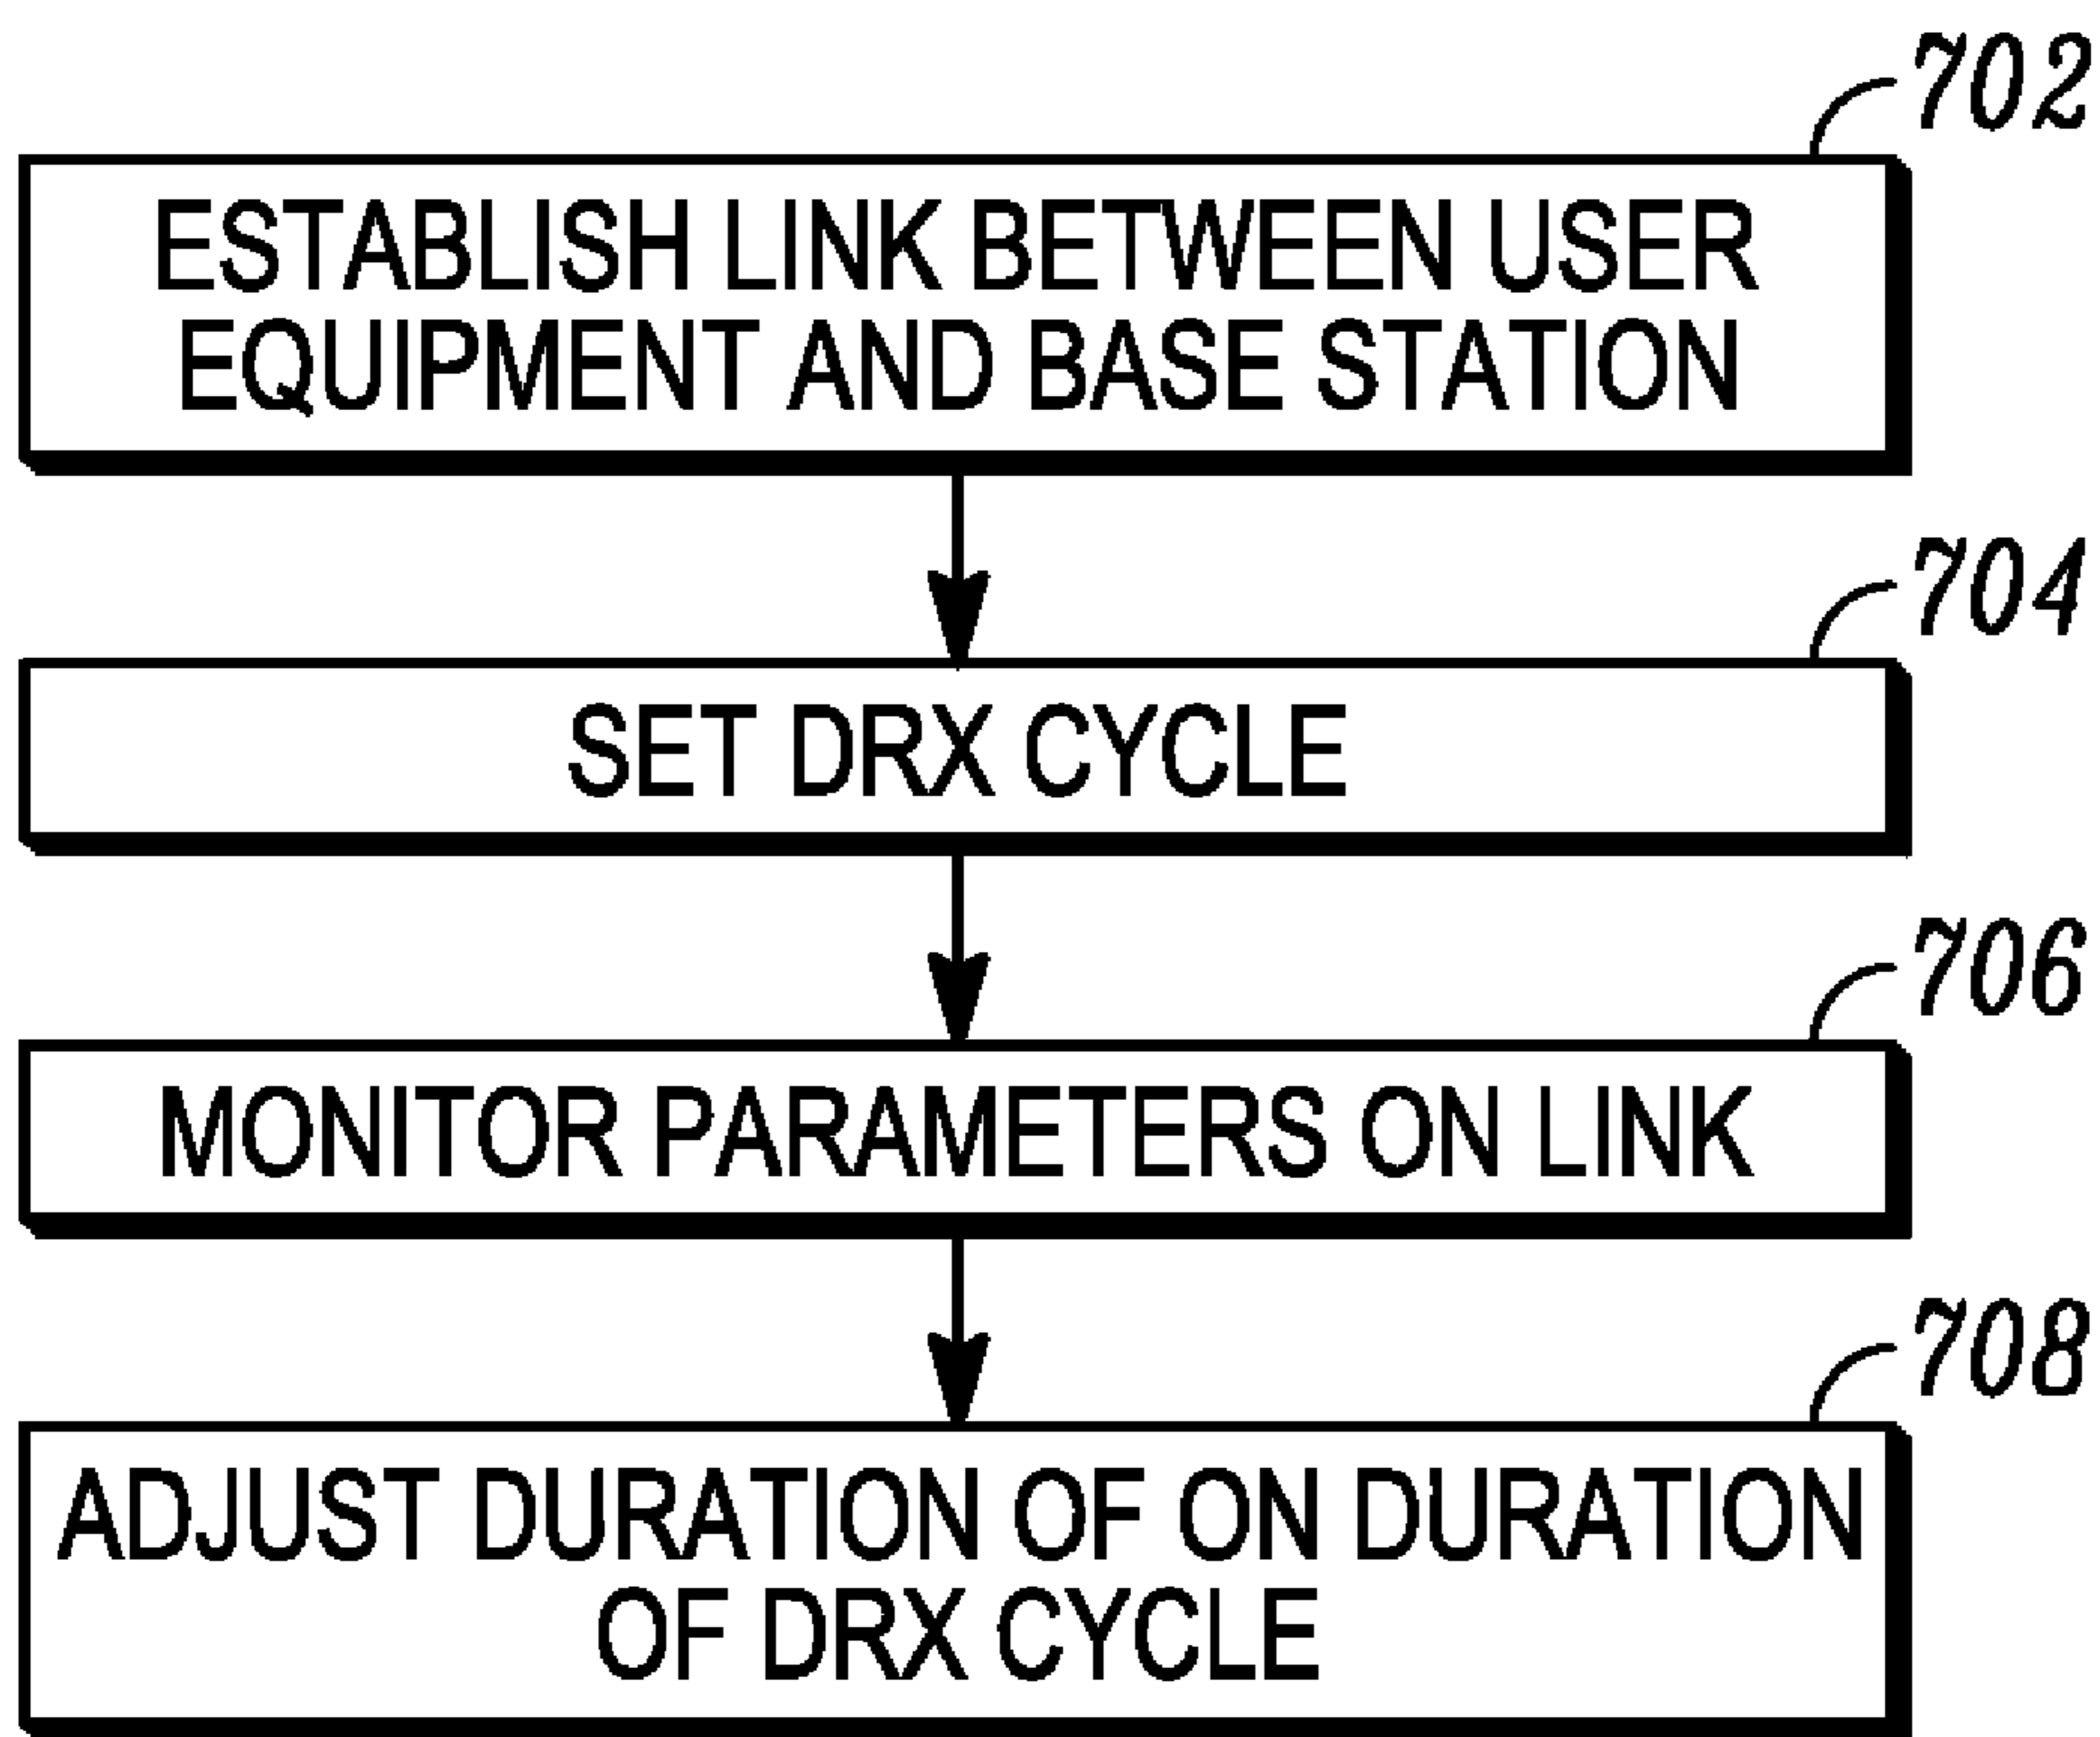 702
ESTABLISH LINK BETWEEN USER
EQUIPMENT AND BASE STATION
704
SET DRX CYCLE
706
MONITOR PARAMETERS ON LINK
708
ADJUST DURATION OF ON DURATION
OF DRX CYCLE